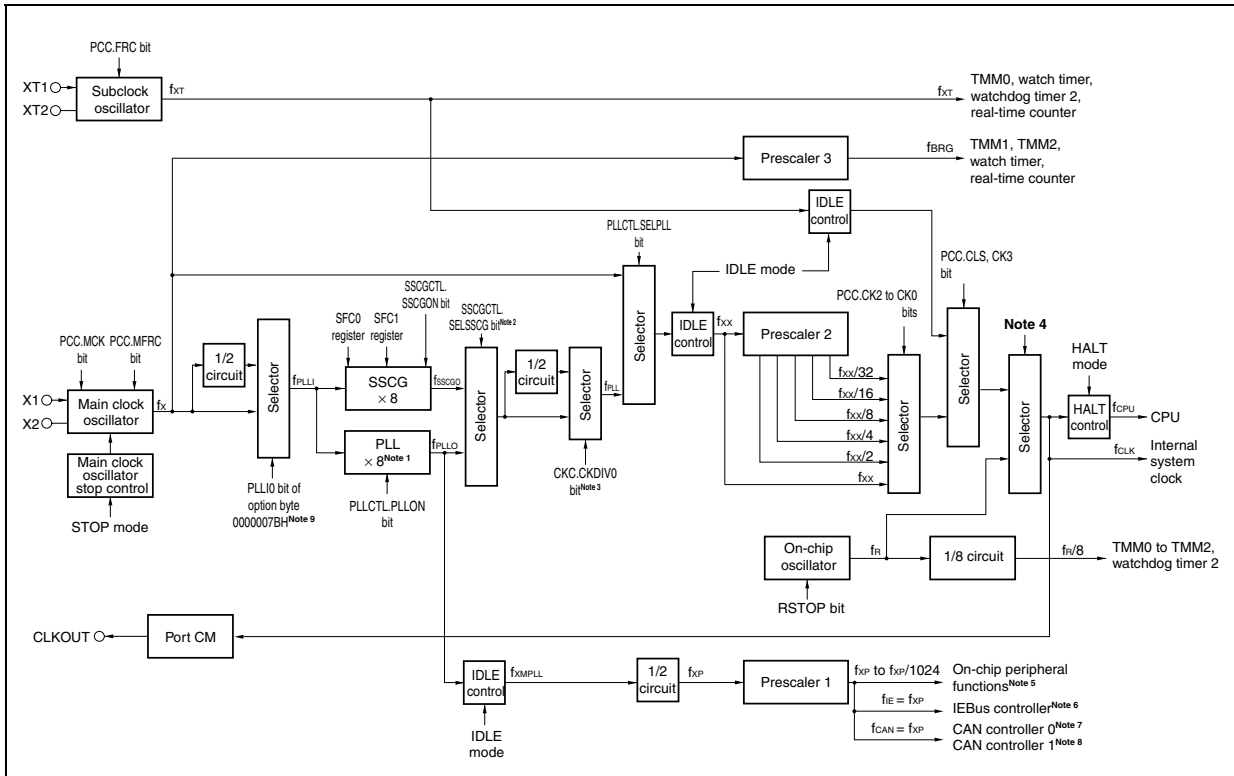 PCC.FRC bit
XT1
XT2
Subclock
oscillator
fXT
fXT
TMM0, watch timer,
watchdog timer 2,
real-time counter
Prescaler 3
fBRG
TMM1, TMM2,
watch timer,
real-time counter
IDLE
control
PLLCTL.SELPLL
bit
IDLE mode
PCC.CLS, CK3
bit
PCC.CK2 to CK0
bits
SSCGCTL.
SSCGON bit
SFC0
register
SFC1
register
SSCGCTL.
SELSSCG bit Note 2
PCC.MCK
bit
PCC.MFRC
bit
X1
X2
Main clock
oscillator
fX
1/2
circuit
Selector
fPLLI
SSCG
× 8
fSSCGO
PLL
× 8 Note 1
fPLLO
Selector
1/2
circuit
Selector
fPLL
Selector
IDLE
control
fXX
Prescaler 2
fXX/32
fXX/16
fXX/8
fXX/4
fXX/2
fXX
Selector
Selector
Note 4
Selector
HALT
mode
HALT
control
fCPU
CPU
fCLK
Internal
system
clock
Main clock
oscillator
stop control
STOP mode
PLLI0 bit of
option byte
0000007BH Note 9
PLLCTL.PLLON
bit
CKC.CKDIV0
bit Note 3
On-chip
oscillator
fR
1/8 circuit
fR/8
TMM0 to TMM2,
watchdog timer 2
RSTOP bit
CLKOUT
Port CM
IDLE
control
fXMPLL
1/2
circuit
fXP
Prescaler 1
fXP to fXP/1024
On-chip peripheral
functions Note 5
fIE = fXP
IEBus controller Note 6
fCAN = fXP
CAN controller 0 Note 7
CAN controller 1 Note 8
IDLE
mode